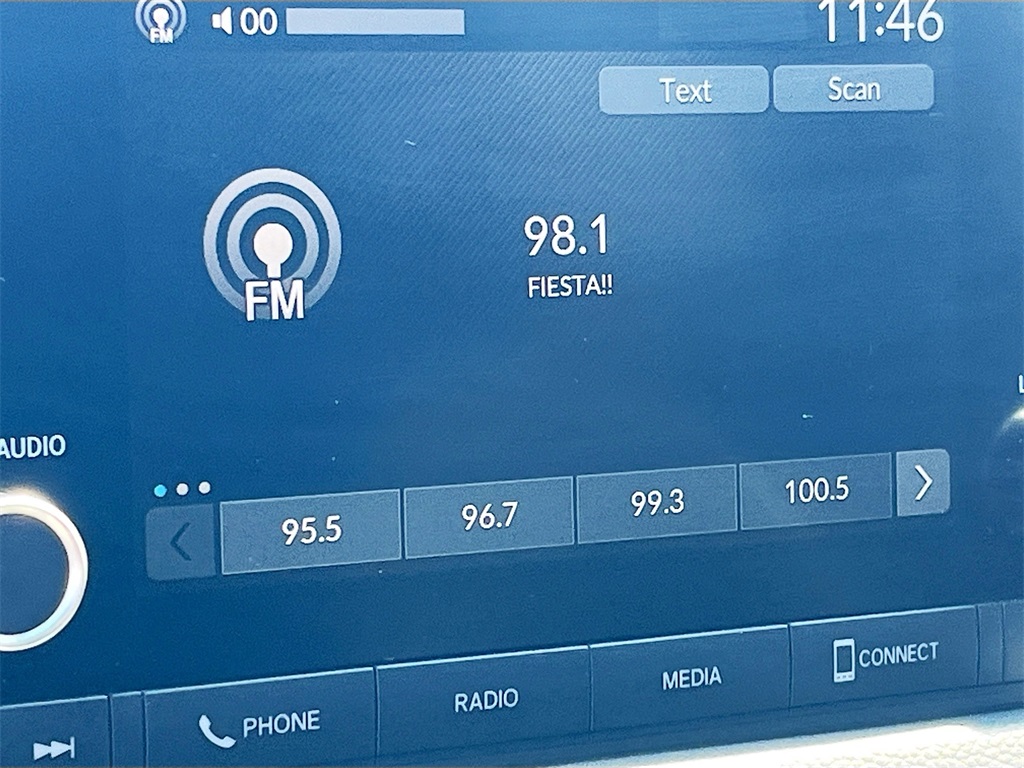 FM 00 11:46
Text Scan
FM
98.1
FIESTA!!
AUDIO
95.5 96.7 99.3 100.5
PHONE RADIO MEDIA CONNECT